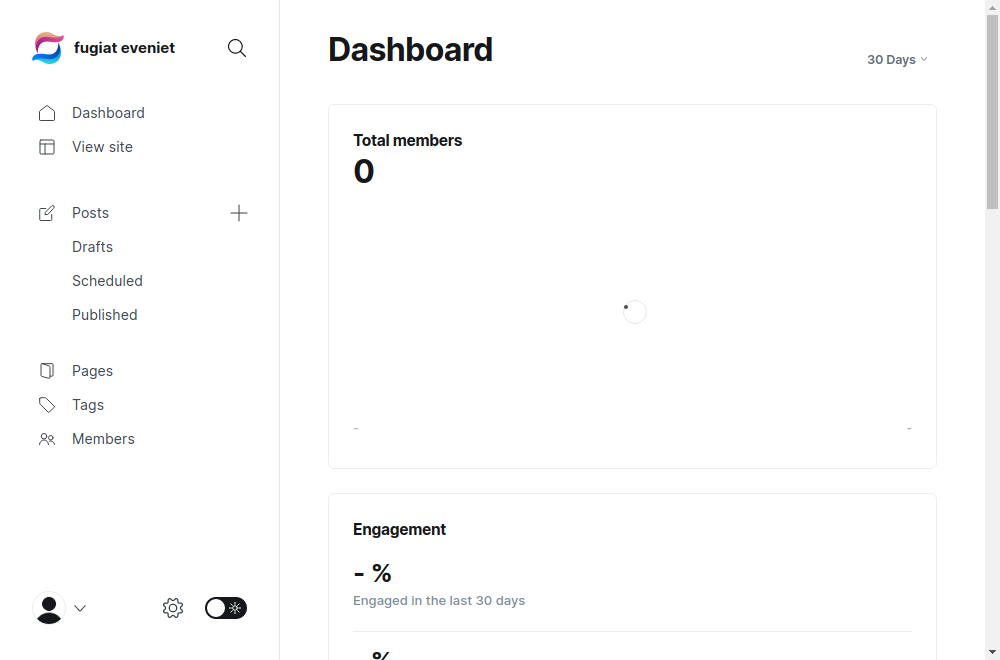 fugiat eveniet
Dashboard
View site
Posts
Drafts
Scheduled
Published
Pages
Tags
Members
Dashboard
30 Days
Total members
0
- -
Engagement
- %
Engaged in the last 30 days
- %